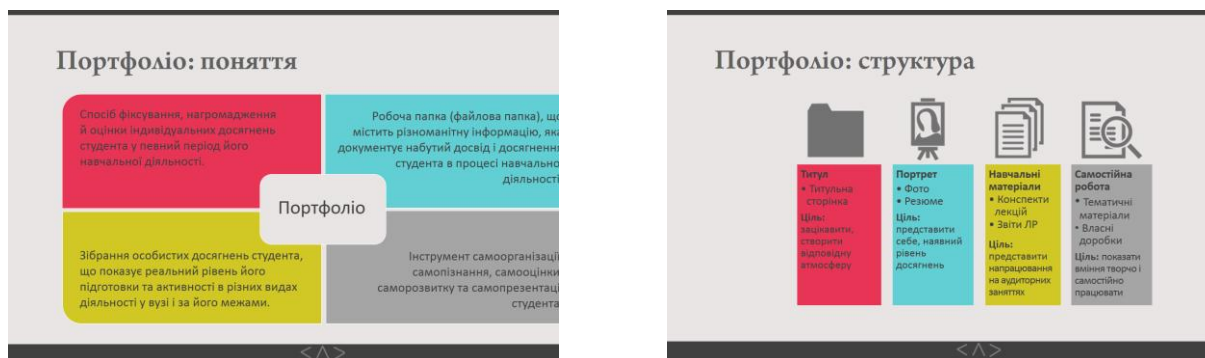 Портфоліо: поняття
Спосіб фіксування, нагромадження
й оцінки індивідуальних досягнень
студента у певний період його
навчальної діяльності.
Робоча папка (файлова папка), що
містить різноманітну інформацію, яка
документує набутий досвід і досягнення
студента в процесі навчально
діяльності
Портфоліо
Зібрання особистих досягнень студента,
що показує реальний рівень його
підготовки та активності в різних видах
діяльності у вузі і за його межами.
Інструмент самоорганізації
самопізнання, самооцінки
саморозвитку та самопрезентаці
студента
<^>
Портфоліо: структура
Титул
• Титульна
сторінка
Ціль:
зацікавити,
створити
відповідну
атмосферу
Портрет
• Фото
• Резюме
Ціль:
представити
себе, наявний
рівень
досягнень
Навчальні
матеріали
• Конспекти
лекцій
• Звіти ЛР
Ціль:
представити
напрацювання
на аудиторних
заняттях
Самостійна
робота
• Тематичні
матеріали
• Власні
доробки
Ціль: показати
вміння творчо і
самостійно
працювати
<^>